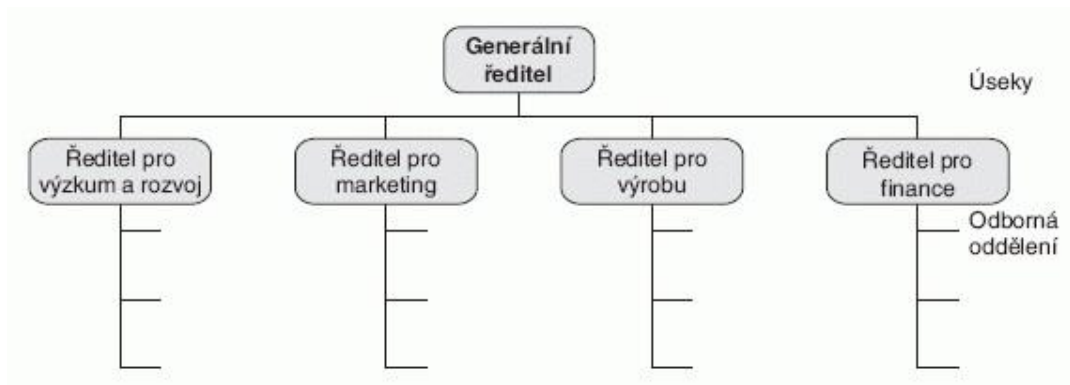 Generální
ředitel
Úseky
Ředitel pro
výzkum a rozvoj
Ředitel pro
marketing
Ředitel pro
výrobu
Ředitel pro
finance
Odborná
oddělení